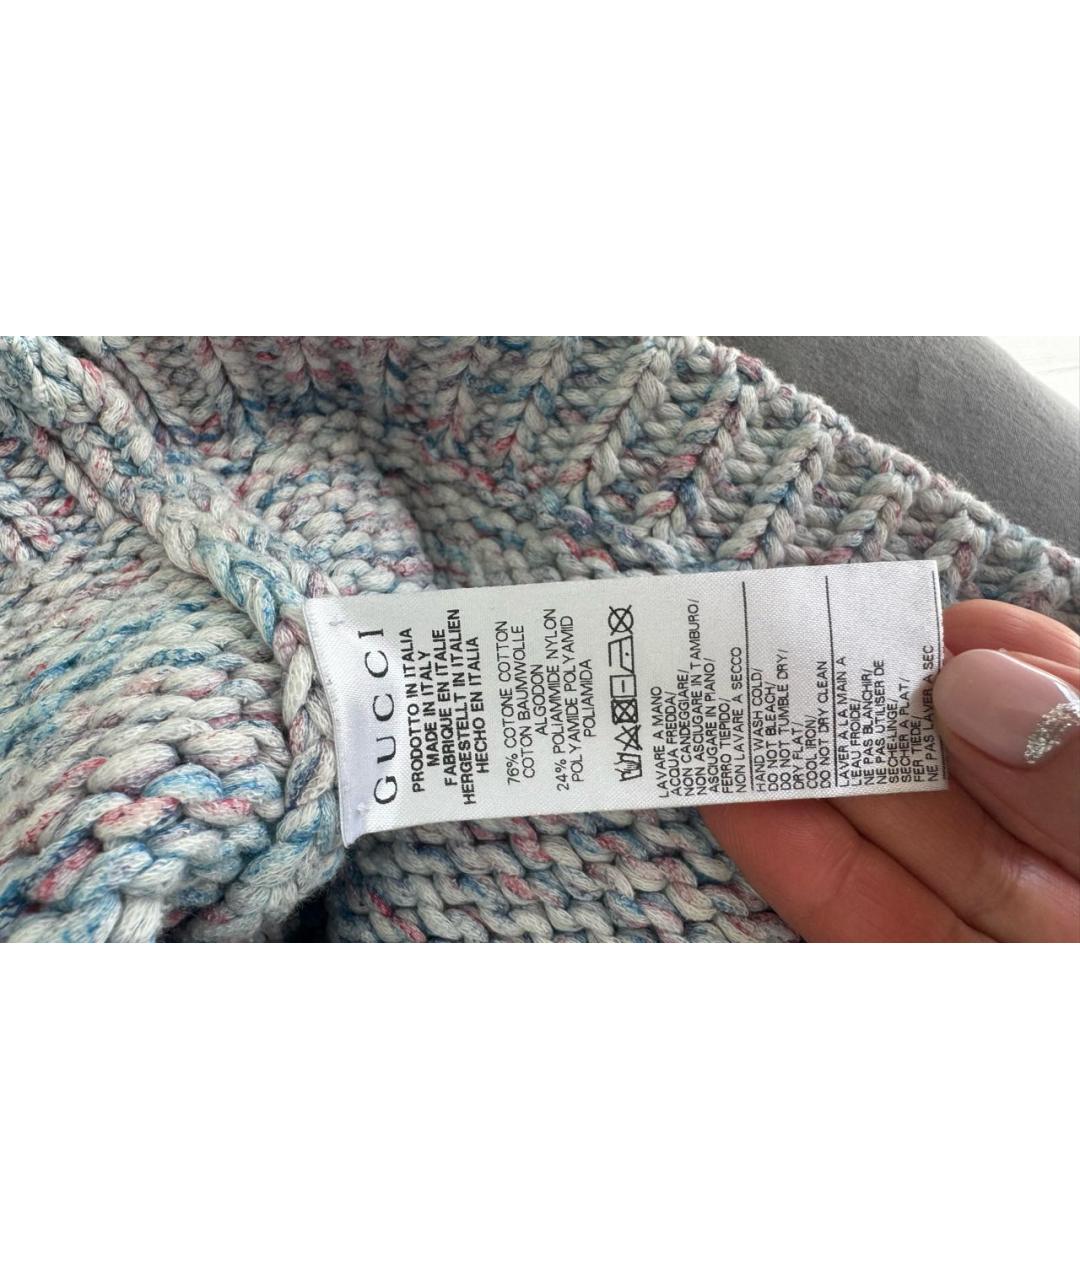 GUCCI
PRODOTTO IN ITALIA
MADE IN ITALY
FABRIQUE EN ITALIE
HERGESTELLT IN ITALIEN
HECHO EN ITALIA
76% COTONE COTTON
COTON BAUMWOLLE
ALGODON
24% POLIAMIDE NYLON
POLYAMIDE POLYAMID
POLIAMIDA
LAVARE A MANO
ACQUA FREDDA/
NON CANDEGGIARE/
NON ASCIUGARE IN TAMBURO/
ASCIUGARE IN PIANO/
FERRO TIEPIDO/
NON LAVARE A SECCO
HAND WASH COLD/
DO NOT BLEACH/
DO NOT TUMBLE DRY/
DRY FLAT/
COOL IRON/
DO NOT DRY CLEAN
LAVER A LA MAIN A
L'EAU FROIDE/
NE PAS BLANCHIR/
NE PAS UTILISER DE
SECHE-LINGE/
SECHER A PLAT/
FER TIEDE/
NE PAS LAVER A SEC